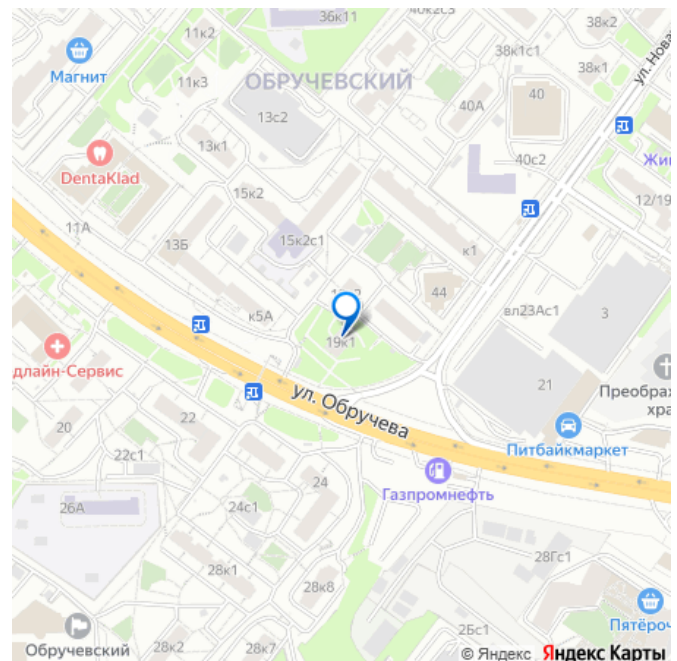 36к11
40к2с3
38к2
11к2
38к1с1
38к1
ул. Нова
Магнит
11к3
ОБРУЧЕВСКИЙ
40А
40
13с2
13к1
40с2
Жи
DentaKlad
15к2
12/19
11А
13Б
15к2с1
к1
44
вл23Ас1
3
к5А
19к1
длайн-Сервис
21
Преобра
хра
ул. Обручева
22
20
Питбайкмаркет
22с1
24
Газпромнефть
26А
24с1
28Гс1
28к1
28к8
2Бс1
Пятёроч
Обручевский
28к2
28к7
© Яндекс
Яндекс Карты